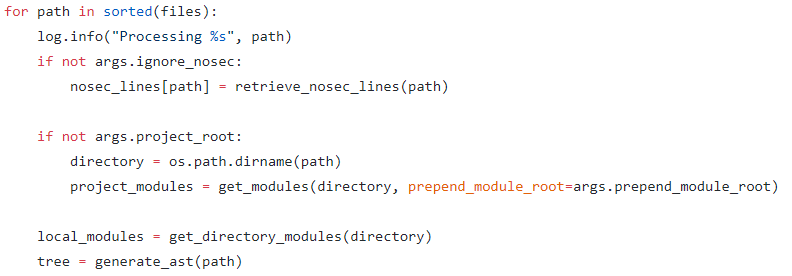 for path in sorted(files):
    log.info("Processing %s", path)
    if not args.ignore_nosec:
        nosec_lines[path] = retrieve_nosec_lines(path)

    if not args.project_root:
        directory = os.path.dirname(path)
        project_modules = get_modules(directory, prepend_module_root=args.prepend_module_root)

    local_modules = get_directory_modules(directory)
    tree = generate_ast(path)